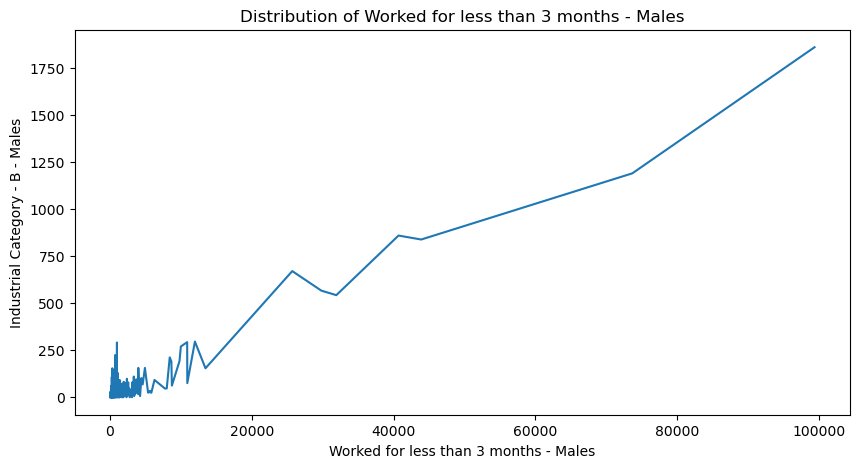 Distribution of Worked for less than 3 months - Males
1750
1500
1250
1000
750
500
250
0
Industrial Category - B - Males
0 20000 40000 60000 80000 100000
Worked for less than 3 months - Males